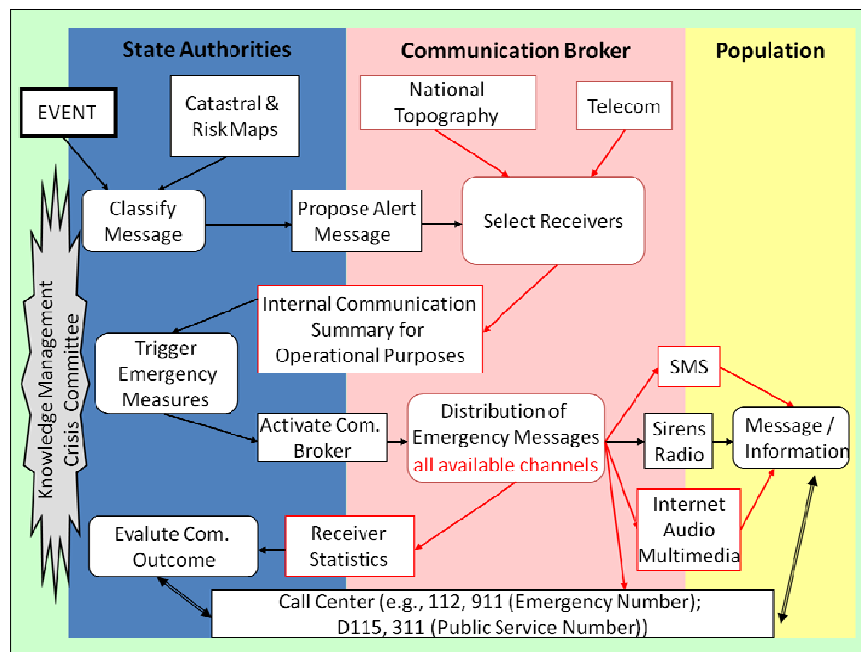 State Authorities
Communication Broker
Population
EVENT
Catastral &
Risk Maps
National
Topography
Telecom
Classify
Message
Propose Alert
Message
Select Receivers
Knowledge Management
Crisis Committee
Internal Communication
Summary for
Operational Purposes
Trigger
Emergency
Measures
Activate Com.
Broker
Distribution of
Emergency Messages
all available channels
SMS
Sirens
Radio
Internet
Audio
Multimedia
Message /
Information
Evalute Com.
Outcome
Receiver
Statistics
Call Center (e.g., 112, 911 (Emergency Number);
D115, 311 (Public Service Number))